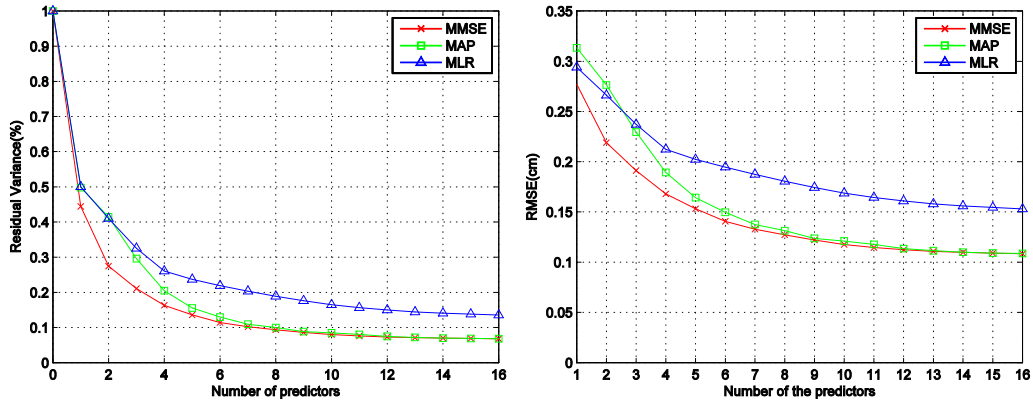 1
0.9
0.8
0.7
0.6
0.5
0.4
0.3
0.2
0.1
0
Residual Variance(%)
0 2 4 6 8 10 12 14 16
Number of predictors
MMSE
MAP
MLR
0.35
0.3
0.25
0.2
0.15
0.1
0.05
0.00
RMSE(cm)
1 2 3 4 5 6 7 8 9 10 11 12 13 14 15 16
Number of the predictors
MMSE
MAP
MLR